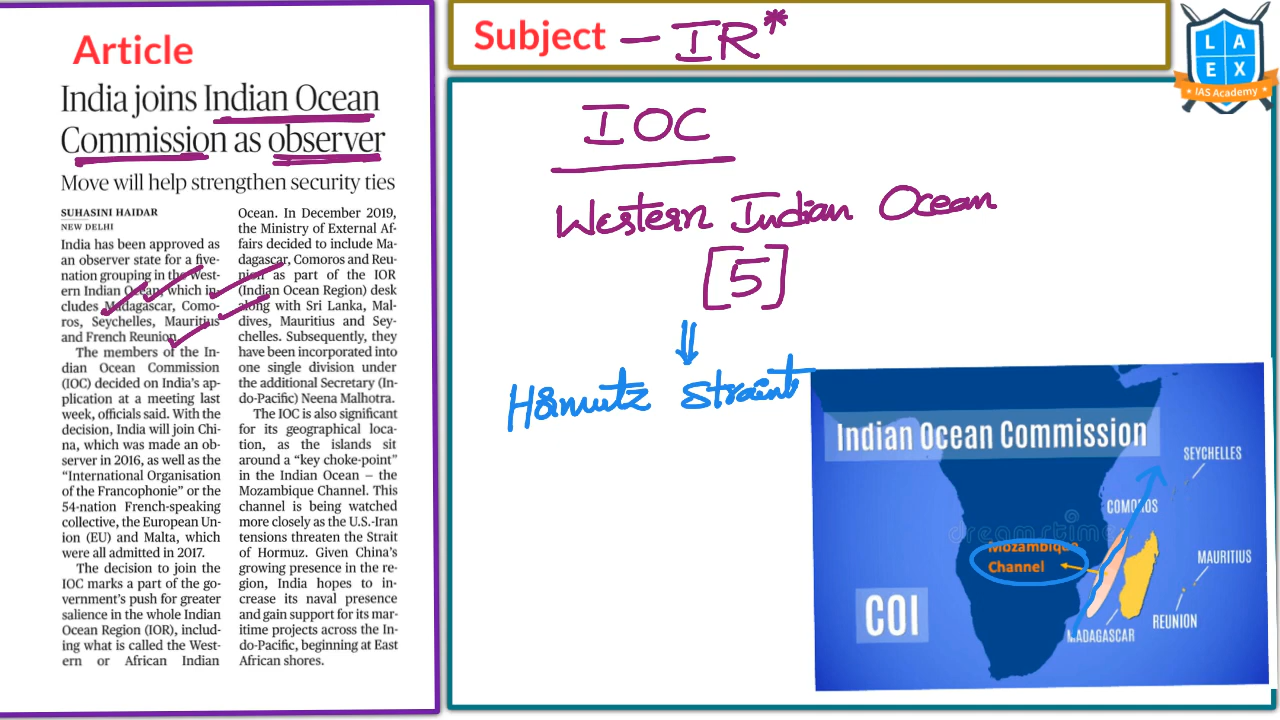 Article
India joins Indian Ocean
Commission as observer
Move will help strengthen security ties
SUHASINI HAIDAR
NEW DELHI
India has been approved as
an observer state for a five-
nation grouping in the West-
ern Indian Ocean, which in-
cludes Madagascar, Como-
ros, Seychelles, Mauritius
and French Reunion.
The members of the In-
dian Ocean Commission
(IOC) decided on India's ap-
plication at a meeting last
week, officials said. With the
decision, India will join Chi-
na, which was made an ob-
server in 2016, as well as the
"International Organisation
of the Francophonie" or the
54-nation French-speaking
collective, the European Un-
ion (EU) and Malta, which
were all admitted in 2017.
The decision to join the
IOC marks a part of the go-
vernment's push for greater
salience in the whole Indian
Ocean Region (IOR), includ-
ing what is called the West-
ern or African Indian
Ocean. In December 2019,
the Ministry of External Af-
fairs decided to include Ma-
dagascar, Comoros and Reu-
nion as part of the IOR
(Indian Ocean Region) desk
along with Sri Lanka, Mal-
dives, Mauritius and Sey-
chelles. Subsequently, they
have been incorporated into
one single division under
the additional Secretary (In-
do-Pacific) Neena Malhotra.
The IOC is also significant
for its geographical loca-
tion, as the islands sit
around a "key choke-point"
in the Indian Ocean – the
Mozambique Channel. This
channel is being watched
more closely as the U.S.-Iran
tensions threaten the Strait
of Hormuz. Given China's
growing presence in the re-
gion, India hopes to in-
crease its naval presence
and gain support for its mar-
itime projects across the In-
do-Pacific, beginning at East
African shores.
Subject – IR*
LA
EX
IAS Academy
IOC
Western Indian Ocean
[5]
Hormutz Straint
Indian Ocean Commission
SEYCHELLES
COMOROS
dreamstime
Mozambique
Channel
MAURITIUS
COI
REUNION
MADAGASCAR